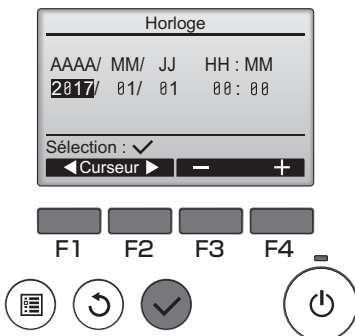 Horloge
AAAA/ MM/ JJ HH : MM
2017/ 01/ 01 00: 00
Sélection : ✓
◀Curseur▶ − +
F1 F2 F3 F4